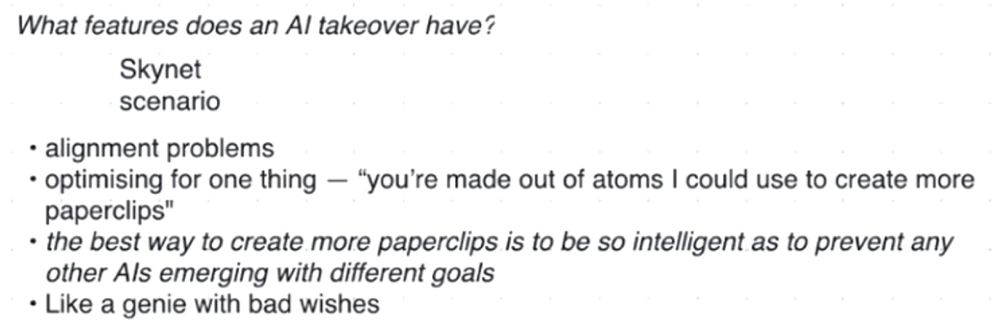 What features does an AI takeover have?
Skynet
scenario
• alignment problems
• optimising for one thing — “you’re made out of atoms I could use to create more
paperclips"
• the best way to create more paperclips is to be so intelligent as to prevent any
other AIs emerging with different goals
• Like a genie with bad wishes